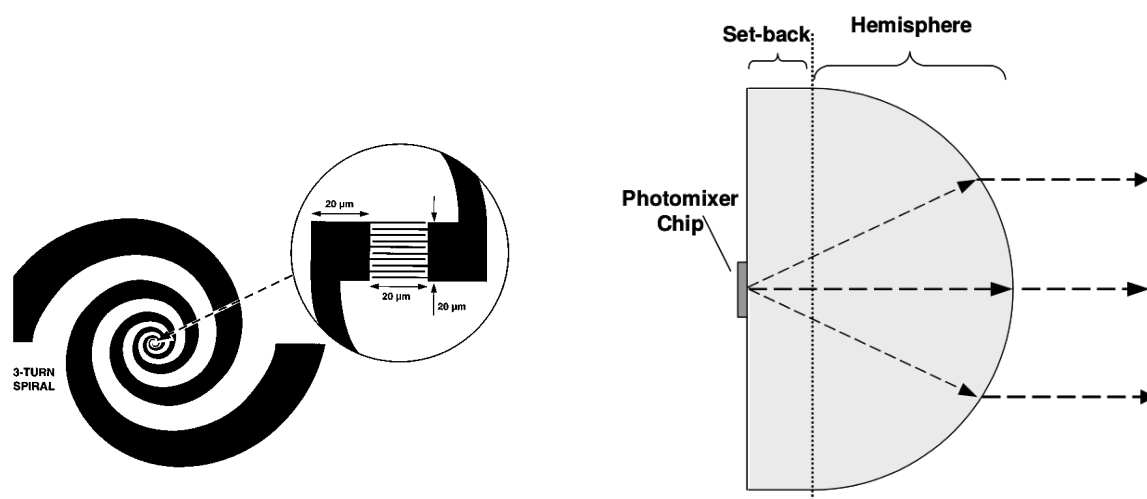 3-TURN
SPIRAL
20 µm
20 µm
20 µm
Set-back
Hemisphere
Photomixer
Chip